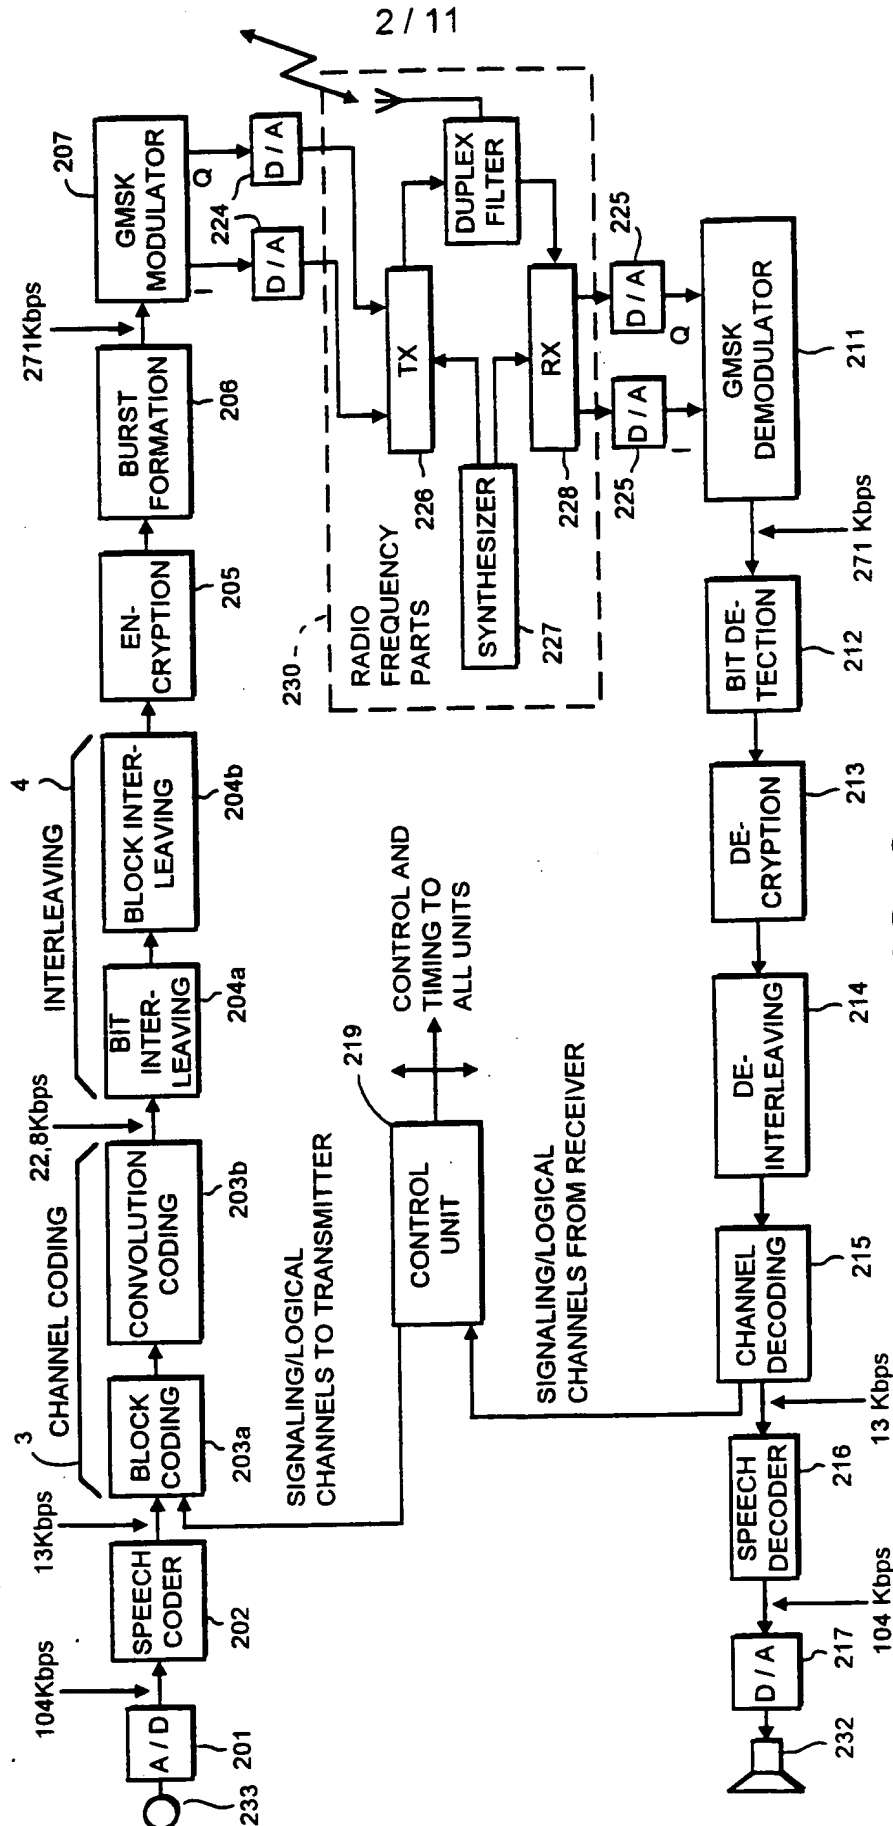 2 / 11
3
CHANNEL CODING
4
INTERLEAVING
104Kbps
13Kbps
22,8Kbps
271Kbps
233
A / D
201
SPEECH
CODER
202
BLOCK
CODING
203a
CONVOLUTION
CODING
203b
BIT
INTER-
LEAVING
204a
BLOCK INTER-
LEAVING
204b
EN-
CRYPTION
205
BURST
FORMATION
206
GMSK
MODULATOR
207
I
Q
224
D / A
D / A
SIGNALING/LOGICAL
CHANNELS TO TRANSMITTER
CONTROL
UNIT
219
CONTROL AND
TIMING TO
ALL UNITS
SIGNALING/LOGICAL
CHANNELS FROM RECEIVER
230
RADIO
FREQUENCY
PARTS
SYNTHESIZER
227
TX
226
RX
228
DUPLEX
FILTER
D / A
225
D / A
225
I
Q
232
D / A
217
104 Kbps
SPEECH
DECODER
216
13 Kbps
CHANNEL
DECODING
215
DE-
INTERLEAVING
214
DE-
CRYPTION
213
BIT DE-
TECTION
212
271 Kbps
GMSK
DEMODULATOR
211